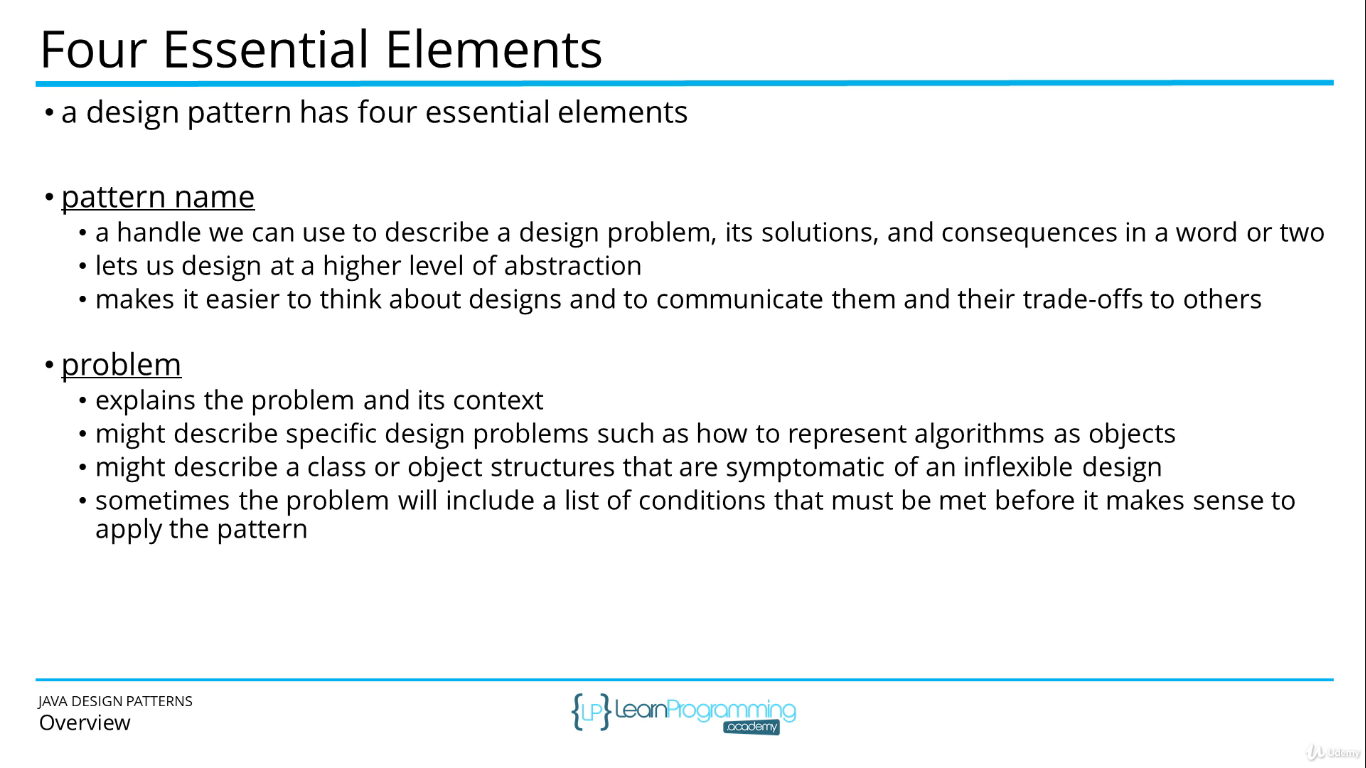 Four Essential Elements
• a design pattern has four essential elements
• pattern name
• a handle we can use to describe a design problem, its solutions, and consequences in a word or two
• lets us design at a higher level of abstraction
• makes it easier to think about designs and to communicate them and their trade-offs to others
• problem
• explains the problem and its context
• might describe specific design problems such as how to represent algorithms as objects
• might describe a class or object structures that are symptomatic of an inflexible design
• sometimes the problem will include a list of conditions that must be met before it makes sense to
apply the pattern
JAVA DESIGN PATTERNS
Overview
{LP} LearnProgramming
.academy
Udemy